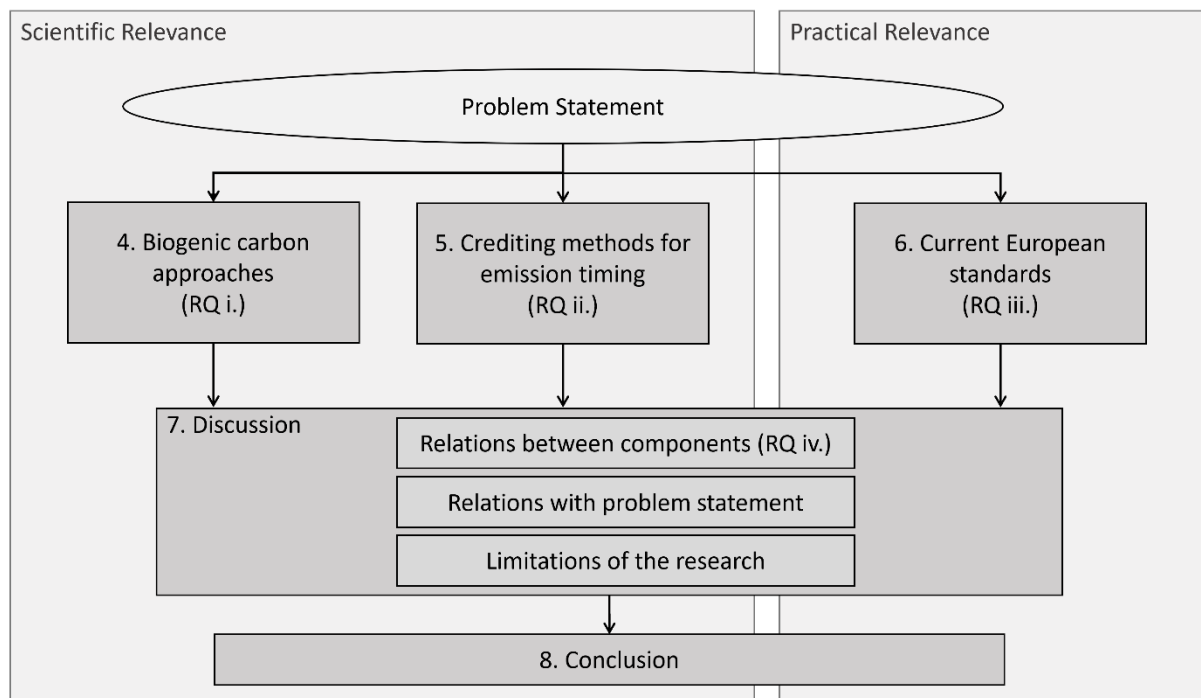 Scientific Relevance
Practical Relevance
Problem Statement
4. Biogenic carbon
approaches
(RQ i.)
5. Crediting methods for
emission timing
(RQ ii.)
6. Current European
standards
(RQ iii.)
7. Discussion
Relations between components (RQ iv.)
Relations with problem statement
Limitations of the research
8. Conclusion